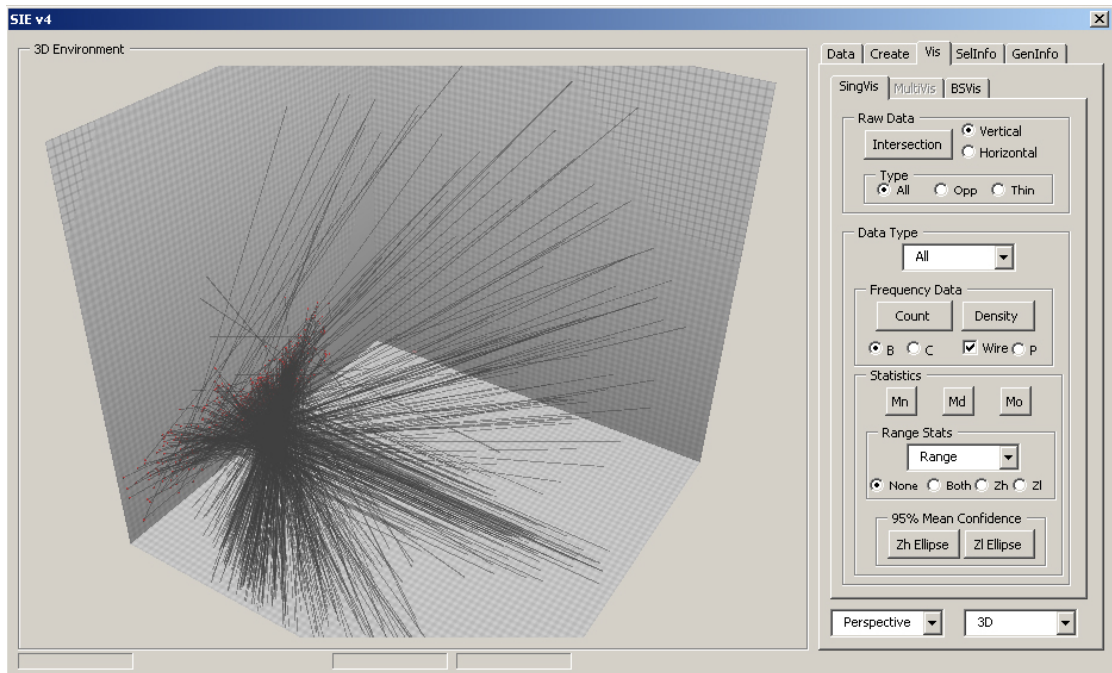 SIE v4
3D Environment
Data Create Vis SelInfo GenInfo
SingVis MultiVis BSVis
Raw Data
Intersection
Vertical
Horizontal
Type
All Opp Thin
Data Type
All
Frequency Data
Count Density
B C Wire P
Statistics
Mn Md Mo
Range Stats
Range
None Both Zh Zl
95% Mean Confidence
Zh Ellipse Zl Ellipse
Perspective 3D